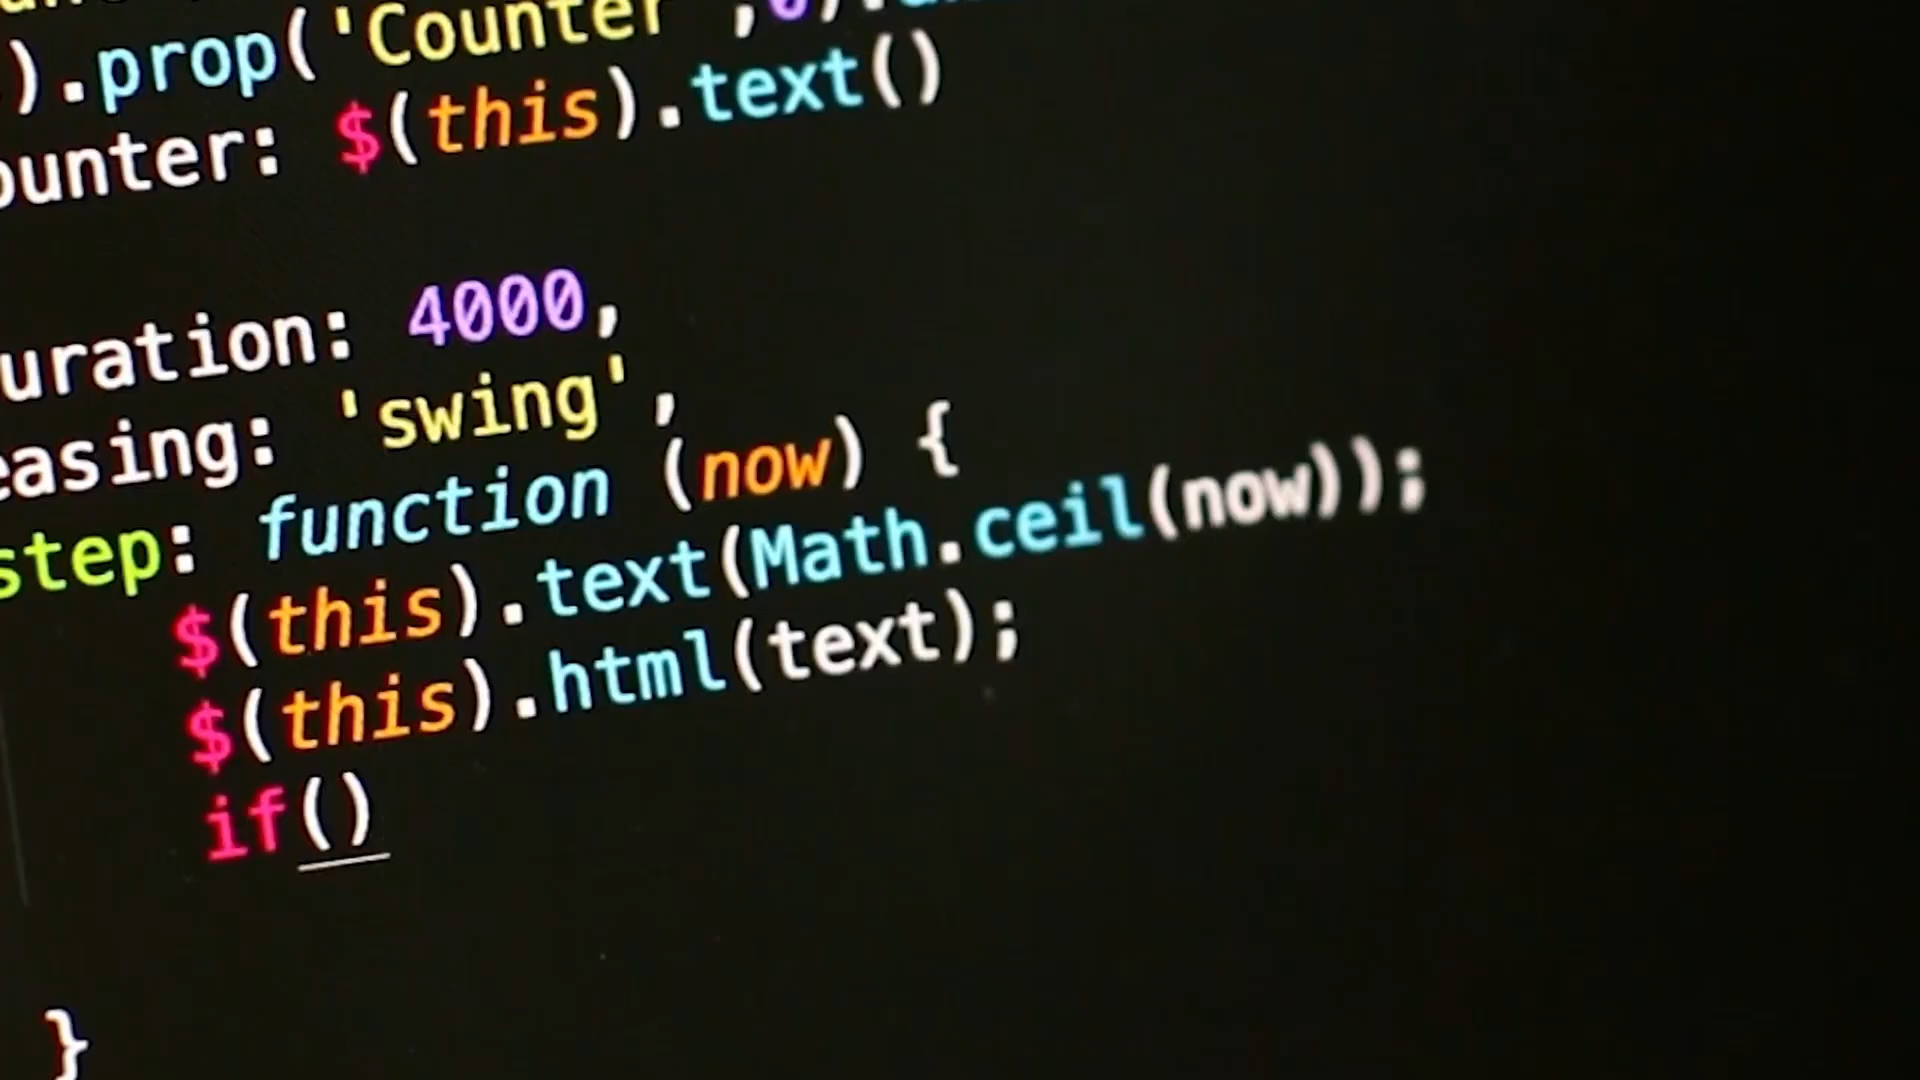 ).prop('Counter',0).
ounter: $(this).text()
uration: 4000,
easing: 'swing',
step: function (now) {
$(this).text(Math.ceil(now));
$(this).html(text);
if()
}